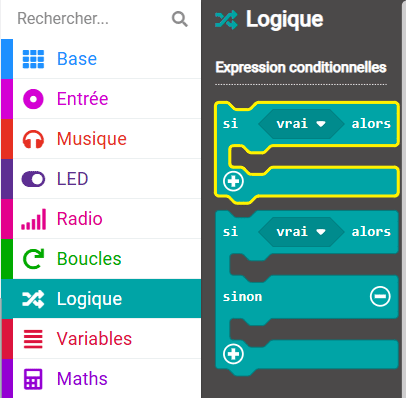 Rechercher...
Base
Entrée
Musique
LED
Radio
Boucles
Logique
Variables
Maths
Logique
Expression conditionnelles
si vrai alors
si vrai alors
sinon